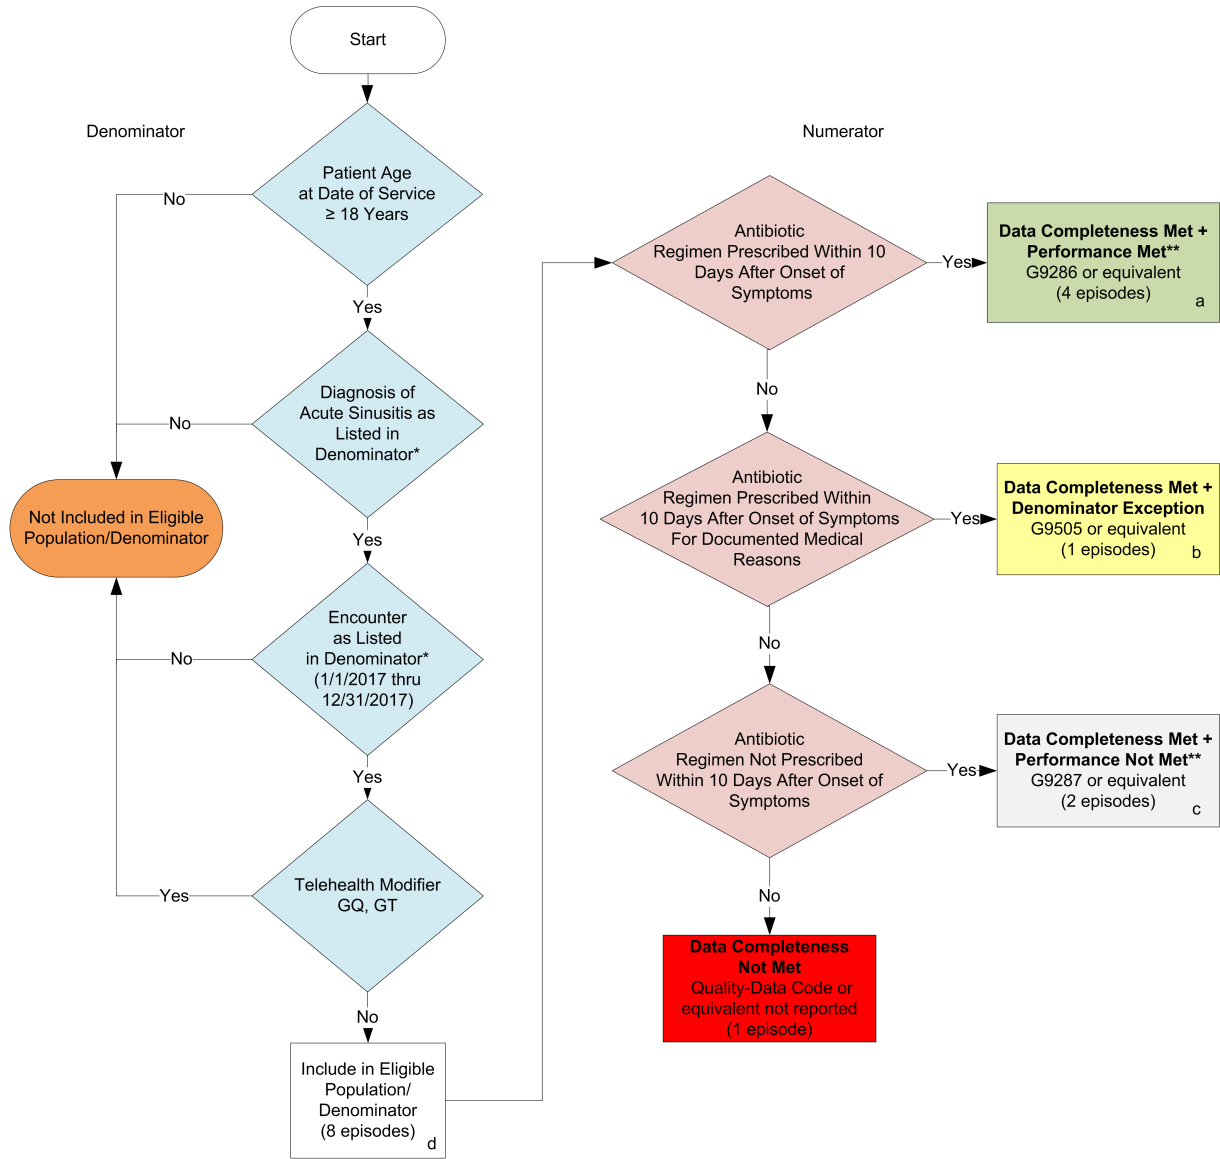 Start
Denominator
Patient Age
at Date of Service
≥ 18 Years
No
Yes
Diagnosis of
Acute Sinusitis as
Listed in
Denominator*
No
Not Included in Eligible
Population/Denominator
Yes
Encounter
as Listed
in Denominator*
(1/1/2017 thru
12/31/2017)
No
Yes
Telehealth Modifier
GQ, GT
Yes
No
Include in Eligible
Population/
Denominator
(8 episodes)
d
Numerator
Antibiotic
Regimen Prescribed Within 10
Days After Onset of
Symptoms
Yes
Data Completeness Met +
Performance Met**
G9286 or equivalent
(4 episodes)
a
No
Antibiotic
Regimen Prescribed Within
10 Days After Onset of Symptoms
For Documented Medical
Reasons
Yes
Data Completeness Met +
Denominator Exception
G9505 or equivalent
(1 episodes)
b
No
Antibiotic
Regimen Not Prescribed
Within 10 Days After Onset of
Symptoms
Yes
Data Completeness Met +
Performance Not Met**
G9287 or equivalent
(2 episodes)
c
No
Data Completeness
Not Met
Quality-Data Code or
equivalent not reported
(1 episode)